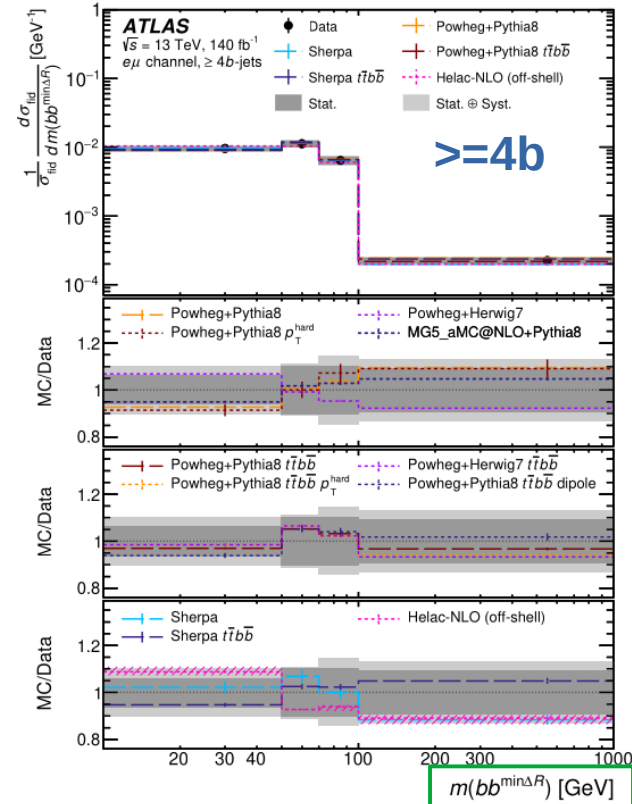 ATLAS
√s = 13 TeV, 140 fb⁻¹
eμ channel, ≥ 4b-jets
Data
Powheg+Pythia8
Sherpa
Powheg+Pythia8 tt̄bb̄
Sherpa tt̄bb̄
Helac-NLO (off-shell)
Stat.
Stat. ⊕ Syst.
>=4b
1/σ_fid dσ_fid/dm(bb^minΔR) [GeV⁻¹]
1
10⁻¹
10⁻²
10⁻³
10⁻⁴
Powheg+Pythia8
Powheg+Herwig7
Powheg+Pythia8 p_T^hard
MG5_aMC@NLO+Pythia8
MC/Data
1.2
1
0.8
Powheg+Pythia8 tt̄bb̄
Powheg+Herwig7 tt̄bb̄
Powheg+Pythia8 tt̄bb̄ p_T^hard
Powheg+Pythia8 tt̄bb̄ dipole
MC/Data
1.2
1
0.8
Sherpa
Helac-NLO (off-shell)
Sherpa tt̄bb̄
MC/Data
1.2
1
0.8
20 30 40 100 200 300 1000
m(bb^minΔR) [GeV]